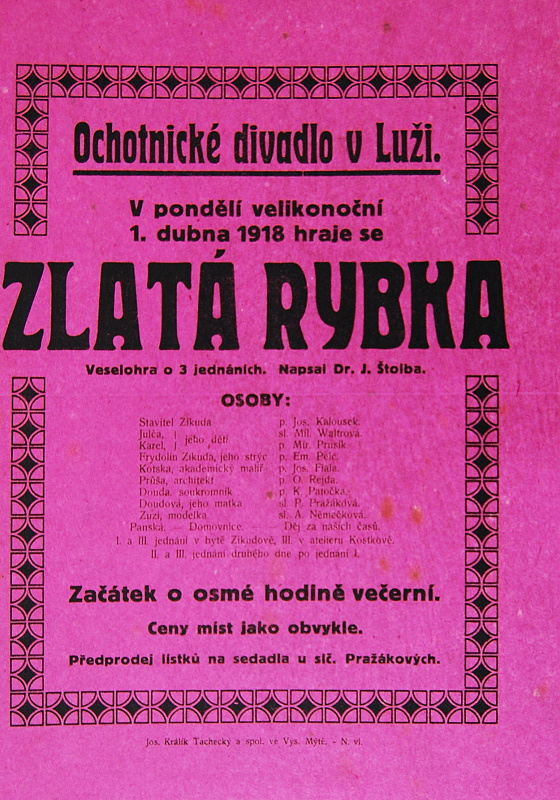 Ochotnické divadlo v Luži.
V pondělí velikonoční
1. dubna 1918 hraje se
ZLATÁ RYBKA
Veselohra o 3 jednáních. Napsal Dr. J. Štolba.
OSOBY:
Stavitel Zikuda p. Jos. Kalousek.
Julča, } jeho děti sl. Mil. Waltrová.
Karel, } p. Mir. Prusík.
Frydolín Zikuda, jeho strýc p. Em. Pelc.
Kotska, akademický malíř p. Jos. Fiala.
Průša, architekt p. O. Rejda.
Douda, soukromník p. K. Patočka.
Doudová, jeho matka sl. P. Pražáková.
Zuzi, modelka sl. A. Němečková.
Panská. — Domovnice. — Děj za našich časů.
I. a III. jednání v bytě Zikudově, III. v atelieru Kostkově.
II. a III. jednání druhého dne po jednání I.
Začátek o osmé hodině večerní.
Ceny míst jako obvykle.
Předprodej lístků na sedadla u slč. Pražákových.
Jos. Králík Tachecký a spol. ve Vys. Mýtě. - N. vl.